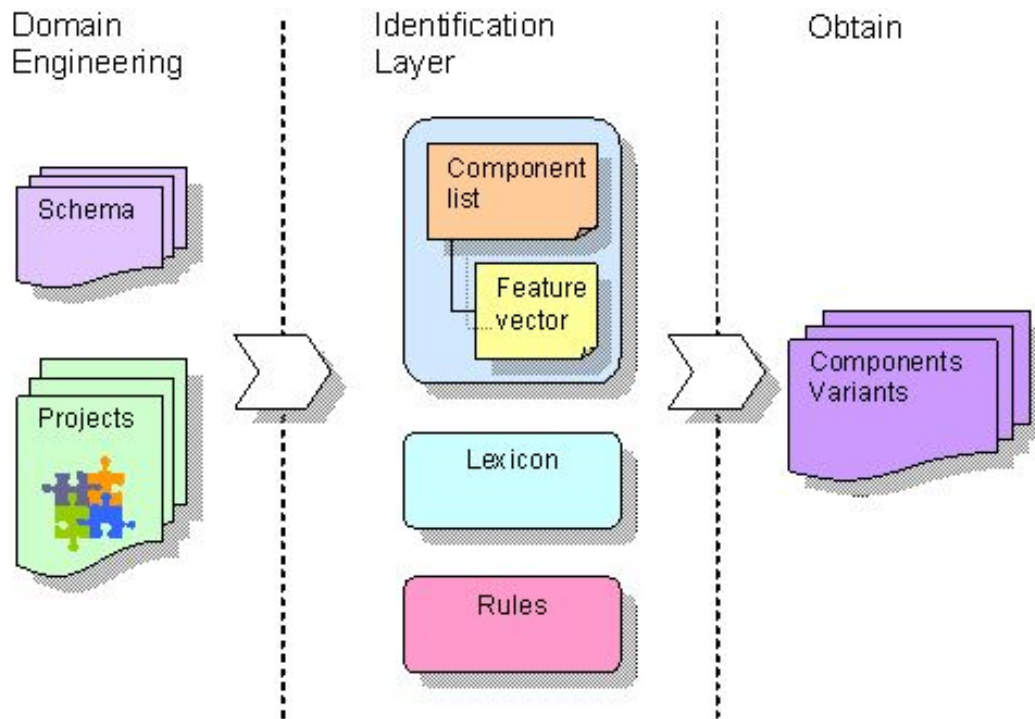 Domain
Engineering
Identification
Layer
Obtain
Schema
Projects
Component
list
Feature
vector
Lexicon
Rules
Components
Variants